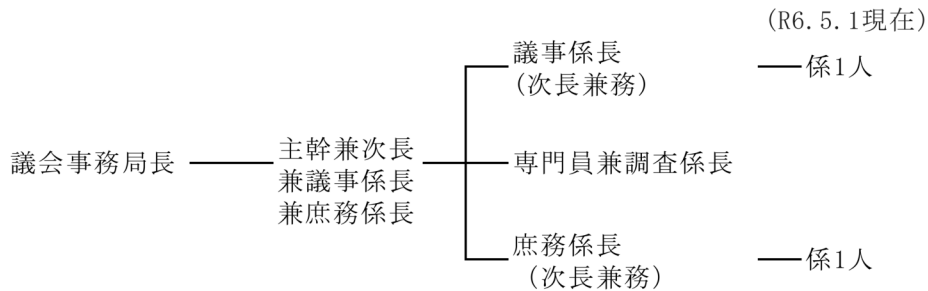 (R6.5.1現在)
議会事務局長
主幹兼次長
兼議事係長
兼庶務係長
議事係長
(次長兼務)
係1人
専門員兼調査係長
庶務係長
(次長兼務)
係1人